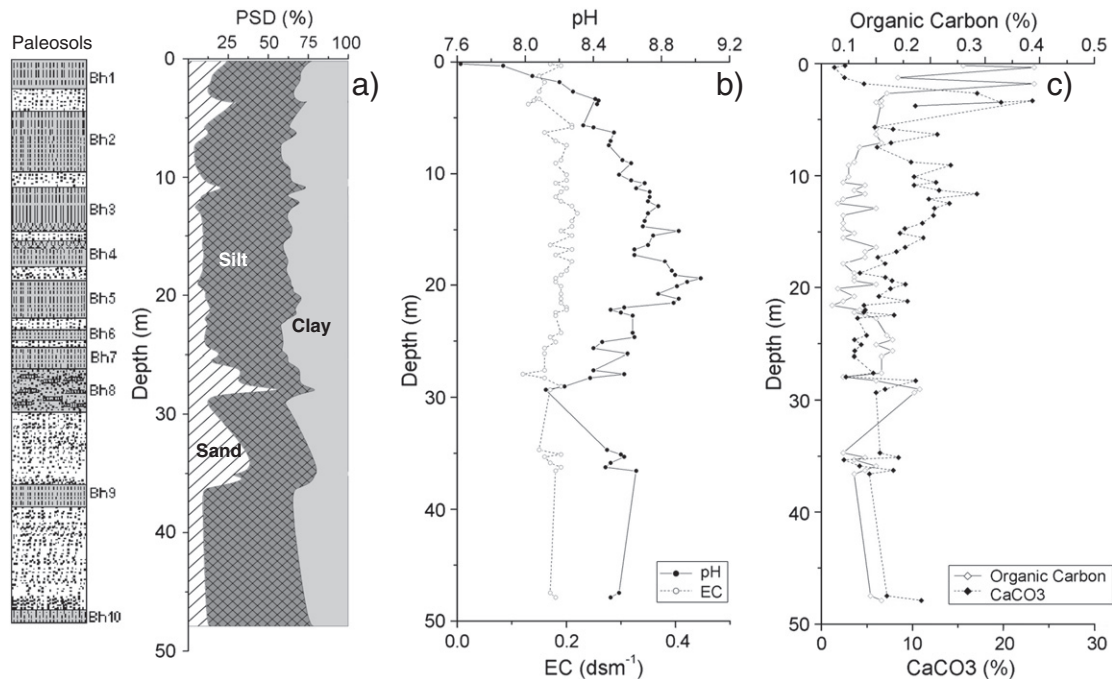 Paleosols
Bh1
Bh2
Bh3
Bh4
Bh5
Bh6
Bh7
Bh8
Bh9
Bh10
PSD (%)
25 50 75 100
a)
0
10
20
30
40
50
Depth (m)
Silt
Clay
Sand
pH
7.6 8.0 8.4 8.8 9.2
b)
0
10
20
30
40
50
Depth (m)
pH
EC
0.0 0.2 0.4
EC (dsm-1)
Organic Carbon (%)
0.1 0.2 0.3 0.4 0.5
c)
0
10
20
30
40
50
Depth (m)
Organic Carbon
CaCO3
0 10 20 30
CaCO3 (%)